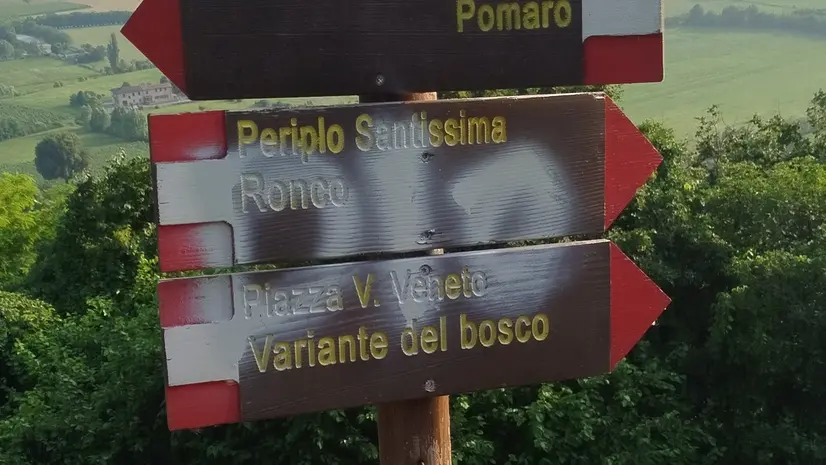 Pomaro
Periplo Santissima
Ronco
Piazza V. Veneto
Variante del bosco